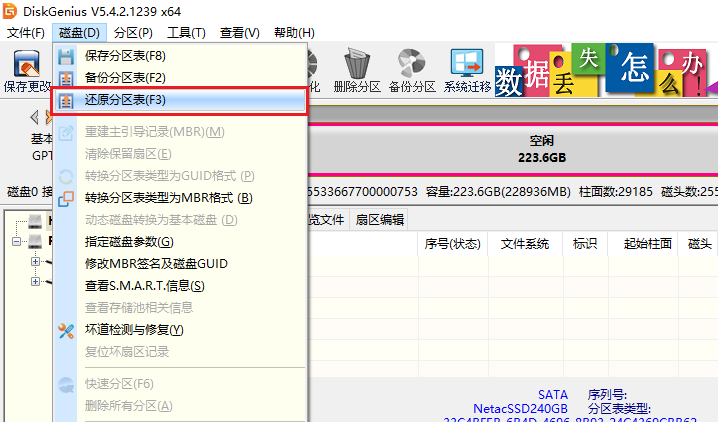 DiskGenius V5.4.2.1239 x64
文件(F) 磁盘(D) 分区(P) 工具(T) 查看(V) 帮助(H)
保存更改
保存分区表(F8)
备份分区表(F2)
还原分区表(F3)
重建主引导记录(MBR)(M)
清除保留扇区(E)
转换分区表类型为GUID格式 (P)
转换分区表类型为MBR格式 (B)
动态磁盘转换为基本磁盘 (D)
指定磁盘参数(G)
修改MBR签名及磁盘GUID
查看S.M.A.R.T.信息(S)
查看存储池相关信息
坏道检测与修复(Y)
复位坏扇区记录
快速分区(F6)
删除所有分区(A)
化 删除分区 备份分区 系统迁移
数据丢失怎么办!
基本
GPT
空闲
223.6GB
磁盘0 接
5533667700000753 容量:223.6GB(228936MB) 柱面数:29185 磁头数:255
览文件 扇区编辑
序号(状态) 文件系统 标识 起始柱面 磁头
SATA 序列号:
NetacSSD240GB 分区表类型: